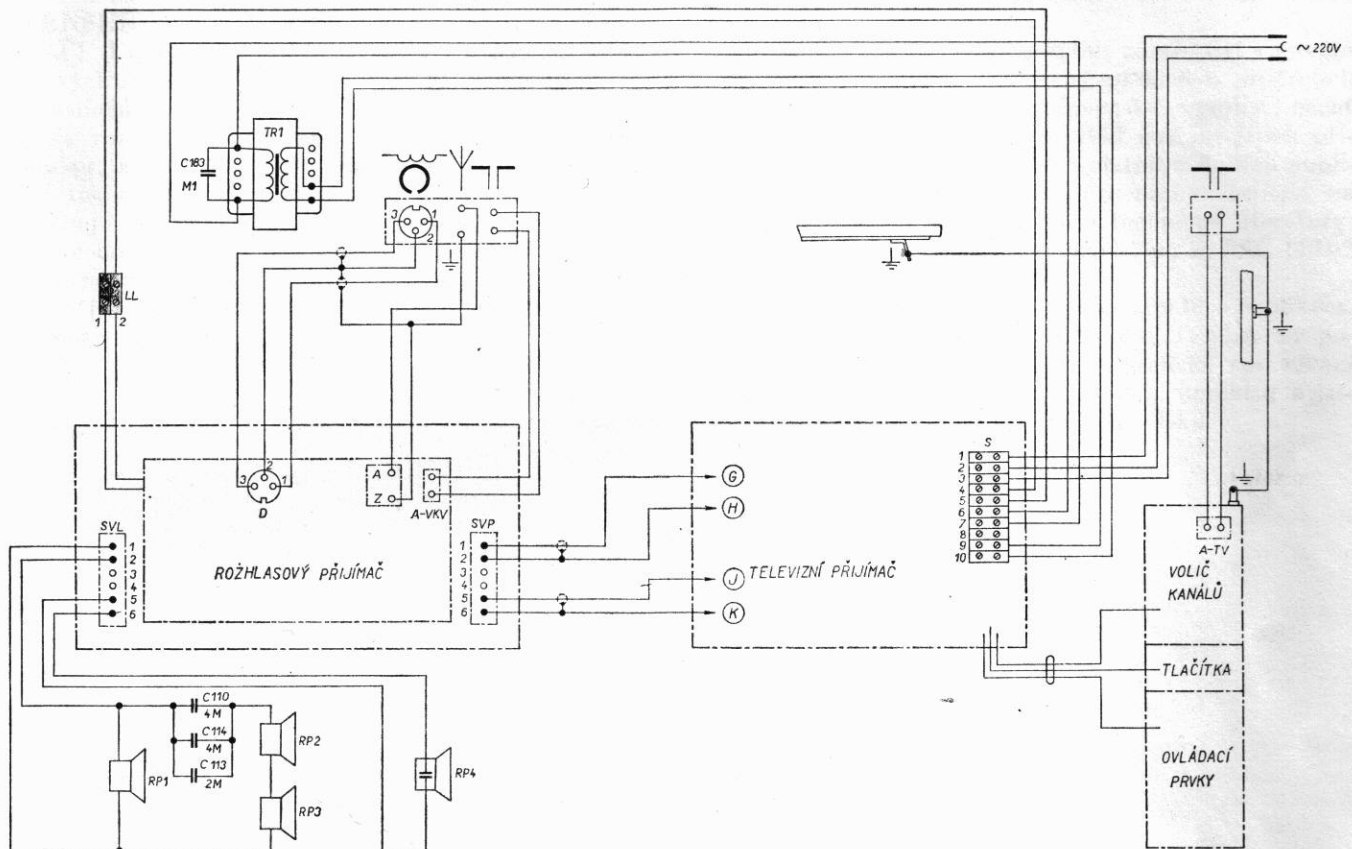 ~220V
TR1
C183
M1
3 1
2
LL
1 2
S
1
2
3
4
5
6
7
8
9
10
2
3 1
D
A
Z
A-VKV
SVL
1
2
3
4
5
6
ROZHLASOVÝ PŘIJÍMAČ
SVP
1
2
3
4
5
6
G
H
J
K
TELEVIZNÍ PŘIJÍMAČ
A-TV
VOLIČ
KANÁLŮ
TLAČÍTKA
OVLÁDACÍ
PRVKY
C110
4M
C114
4M
C113
2M
RP1
RP2
RP3
RP4